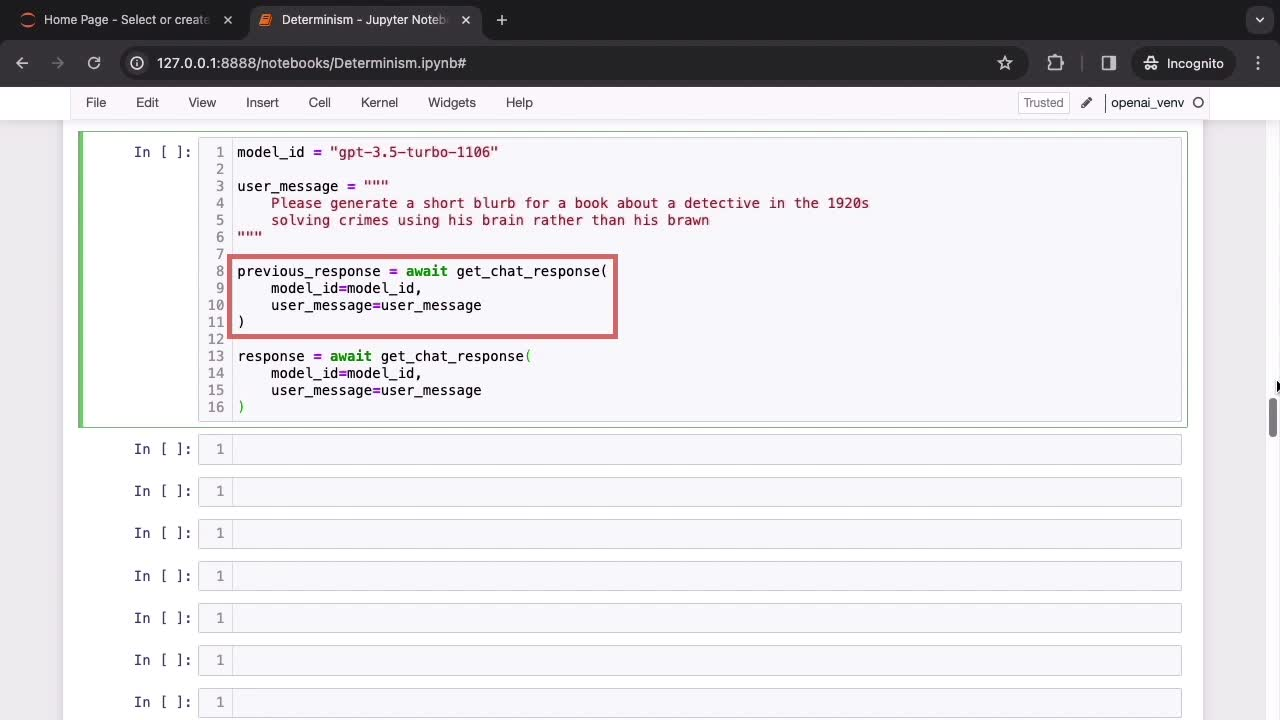 Home Page - Select or create
Determinism - Jupyter Noteb
127.0.0.1:8888/notebooks/Determinism.ipynb#
Incognito
File Edit View Insert Cell Kernel Widgets Help
Trusted
openai_venv
In [ ]:
1 model_id = "gpt-3.5-turbo-1106"
2
3 user_message = """
4     Please generate a short blurb for a book about a detective in the 1920s
5     solving crimes using his brain rather than his brawn
6 """
7
8 previous_response = await get_chat_response(
9     model_id=model_id,
10     user_message=user_message
11 )
12
13 response = await get_chat_response(
14     model_id=model_id,
15     user_message=user_message
16 )
In [ ]: 1
In [ ]: 1
In [ ]: 1
In [ ]: 1
In [ ]: 1
In [ ]: 1
In [ ]: 1